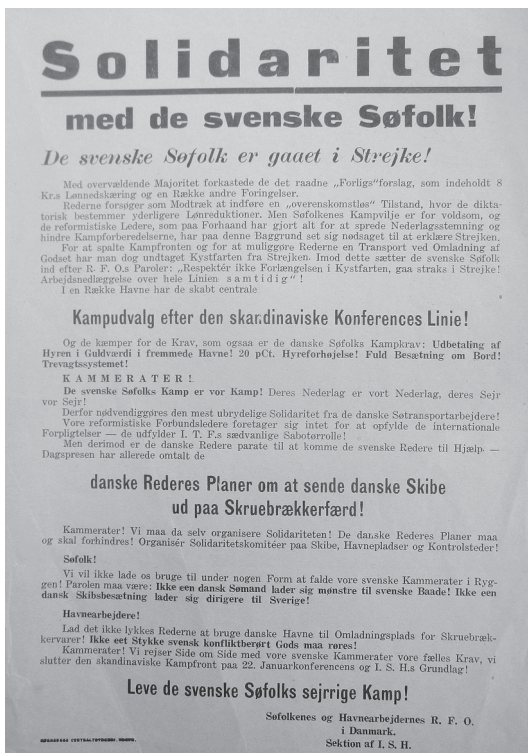 Solidaritet
med de svenske Søfolk!
De svenske Søfolk er gaaet i Strejke!
Med overvældende Majoritet forkastede de det raadne „Forligs“forslag, som indeholdt 8
Kr.s Lønnedskæring og en Række andre Foringelser.
Rederne forsøger som Modtræk at indføre en „overenskomstløs“ Tilstand, hvor de dikta-
torisk bestemmer yderligere Lønreduktioner. Men Søfolkenes Kampvilje er for voldsom, og
de reformistiske Ledere, som paa Forhaand har gjort alt for at sprede Nederlagsstemning og
hindre Kampforberedelserne, har paa denne Baggrund set sig nødsaget til at erklære Strejken.
For at spalte Kampfronten og for at muliggøre Rederne en Transport ved Omladning af
Godset har man dog undtaget Kystfarten fra Strejken. Imod dette sætter de svenske Søfolk
ind efter R. F. O.s Paroler: „Respektér ikke Forlængelsen i Kystfarten, gaa straks i Strejke!
Arbejdsnedlæggelse over hele Linien samtidig“!
I en Række Havne har de skabt centrale
Kampudvalg efter den skandinaviske Konferences Linie!
Og de kæmper for de Krav, som ogsaa er de danske Søfolks Kampkrav: Udbetaling af
Hyren i Guldværdi i fremmede Havne! 20 pCt. Hyreforhøjelse! Fuld Besætning om Bord!
Trevagtssystemet!
KAMMERATER!
De svenske Søfolks Kamp er vor Kamp! Deres Nederlag er vort Nederlag, deres Sejr
vor Sejr!
Derfor nødvendiggøres den mest ubrydelige Solidaritet fra de danske Søtransportarbejdere!
Vore reformistiske Forbundsledere foretager sig intet for at opfylde de internationale
Forpligtelser — de udfylder I. T. F.s sædvanlige Sabotørrolle!
Men derimod er de danske Redere parate til at komme de svenske Redere til Hjælp. —
Dagspresen har allerede omtalt de
danske Rederes Planer om at sende danske Skibe
ud paa Skruebrækkerfærd!
Kammerater! Vi maa da selv organisere Solidariteten! De danske Rederes Planer maa
og skal forhindres! Organisér Solidaritetskomitéer paa Skibe, Havnepladser og Kontrolsteder!
Søfolk!
Vi vil ikke lade os bruge til under nogen Form at falde vore svenske Kammerater i Ryg-
gen! Parolen maa være: Ikke een dansk Sømand lader sig mønstre til svenske Baade! Ikke een
dansk Skibsbesætning lader sig dirigere til Sverige!
Havnearbejdere!
Lad det ikke lykkes Rederne at bruge danske Havne til Omladningsplads for Skruebræk-
kervarer! Ikke eet Stykke svensk konfliktberørt Gods maa røres!
Kammerater! Vi rejser Side om Side med vore svenske Kammerater vore fælles Krav, vi
slutter den skandinaviske Kampfront paa 22. Januarkonferencens og I. S. H.s Grundlag!
Leve de svenske Søfolks sejrrige Kamp!
Søfolkenes og Havnearbejdernes R. F. O.
i Danmark.
Sektion af I. S. H.